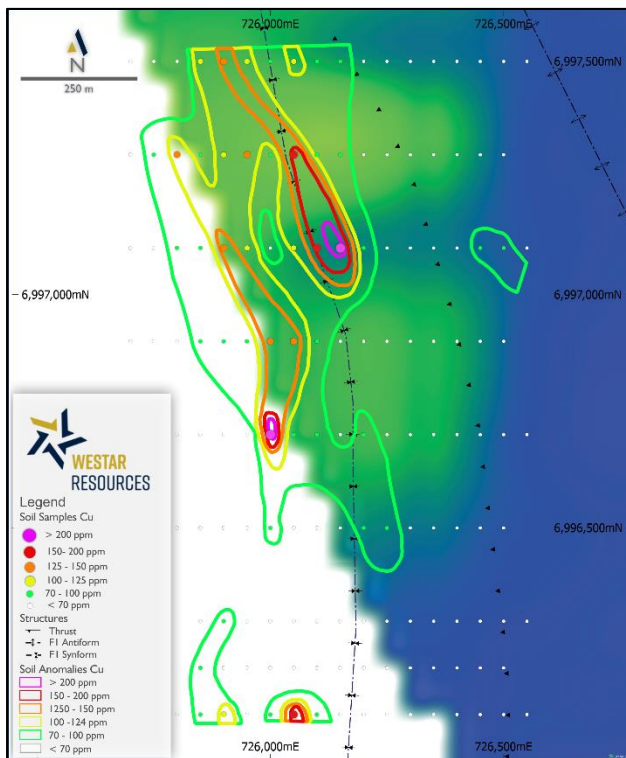 726,000mE 726,500mE
N
250 m
6,997,500mN
6,997,000mN 6,997,000mN
WESTAR
RESOURCES
Legend
Soil Samples Cu
> 200 ppm
150- 200 ppm
125 - 150 ppm
100 - 125 ppm
70 - 100 ppm
< 70 ppm
Structures
Thrust
F1 Antiform
F1 Synform
Soil Anomalies Cu
> 200 ppm
150 - 200 ppm
1250 - 150 ppm
100 -124 ppm
70 - 100 ppm
< 70 ppm
6,996,500mN
726,000mE 726,500mE